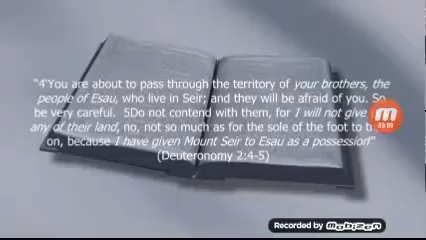 "4'You are about to pass through the territory of your brothers, the
people of Esau, who live in Seir; and they will be afraid of you. So
be very careful.  5Do not contend with them, for I will not give
any of their land, no, not so much as for the sole of the foot to
on, because I have given Mount Seir to Esau as a possession'"
(Deuteronomy 2:4-5)
33:59
Recorded by mobizen